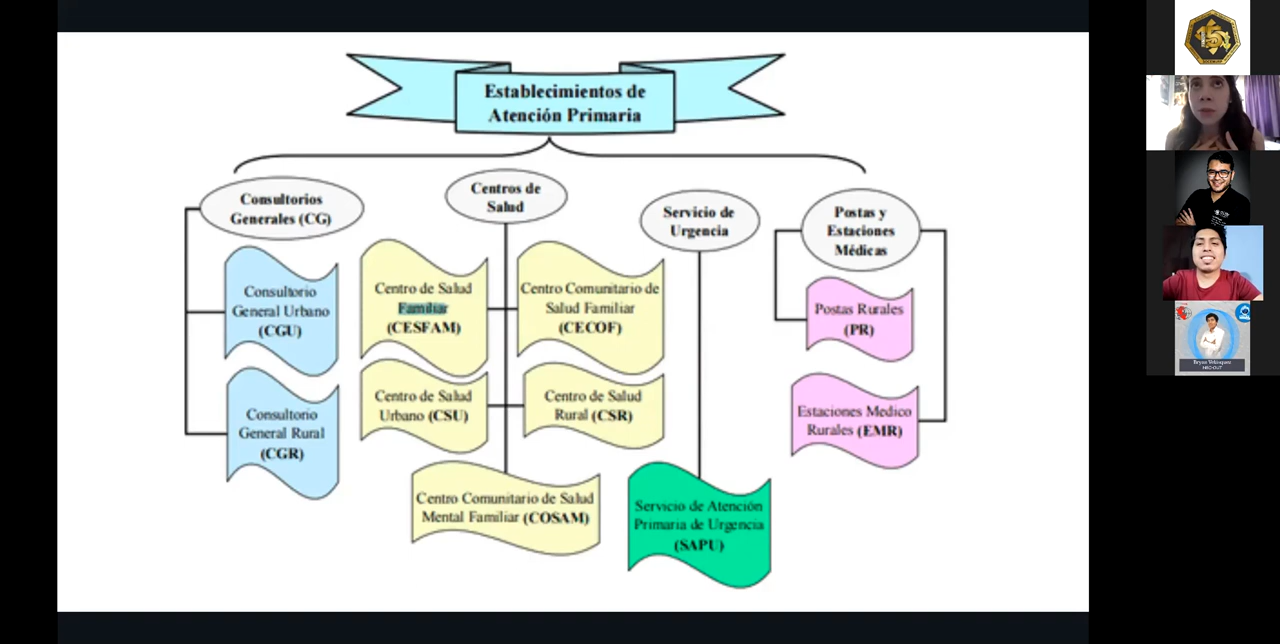 Establecimientos de
Atención Primaria
Consultorios
Generales (CG)
Centros de
Salud
Servicio de
Urgencia
Postas y
Estaciones
Médicas
Consultorio
General Urbano
(CGU)
Consultorio
General Rural
(CGR)
Centro de Salud
Familiar
(CESFAM)
Centro Comunitario de
Salud Familiar
(CECOF)
Centro de Salud
Urbano (CSU)
Centro de Salud
Rural (CSR)
Centro Comunitario de Salud
Mental Familiar (COSAM)
Servicio de Atención
Primaria de Urgencia
(SAPU)
Postas Rurales
(PR)
Estaciones Medico
Rurales (EMR)
15
Bryan Velasquez